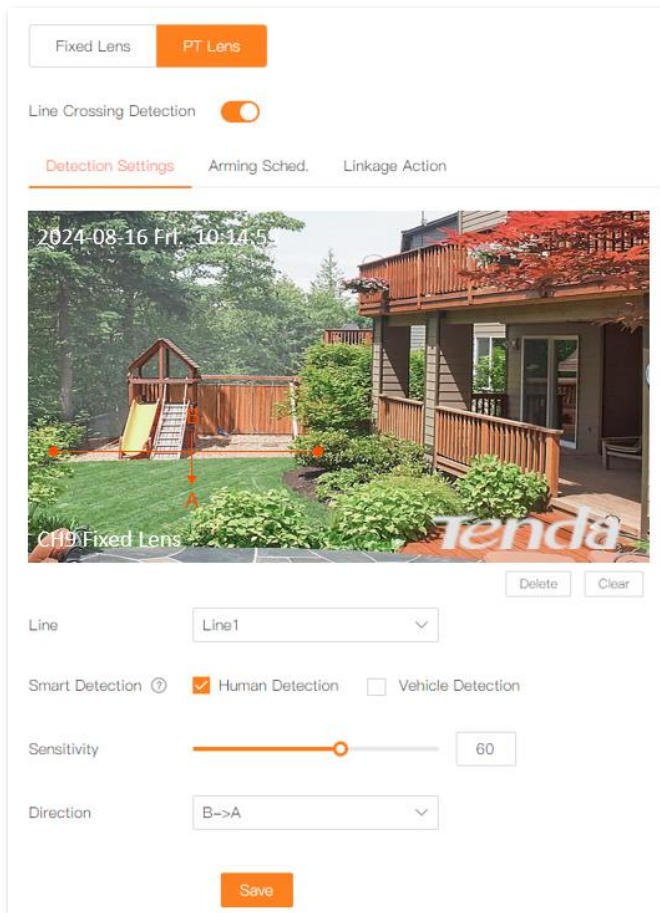 Fixed Lens PT Lens
Line Crossing Detection
Detection Settings Arming Sched. Linkage Action
2024-08-16 Fri. 10:14:59
B
A
CH9 Fixed Lens
Tenda
Delete Clear
Line Line1
Smart Detection ? Human Detection Vehicle Detection
Sensitivity 60
Direction B->A
Save